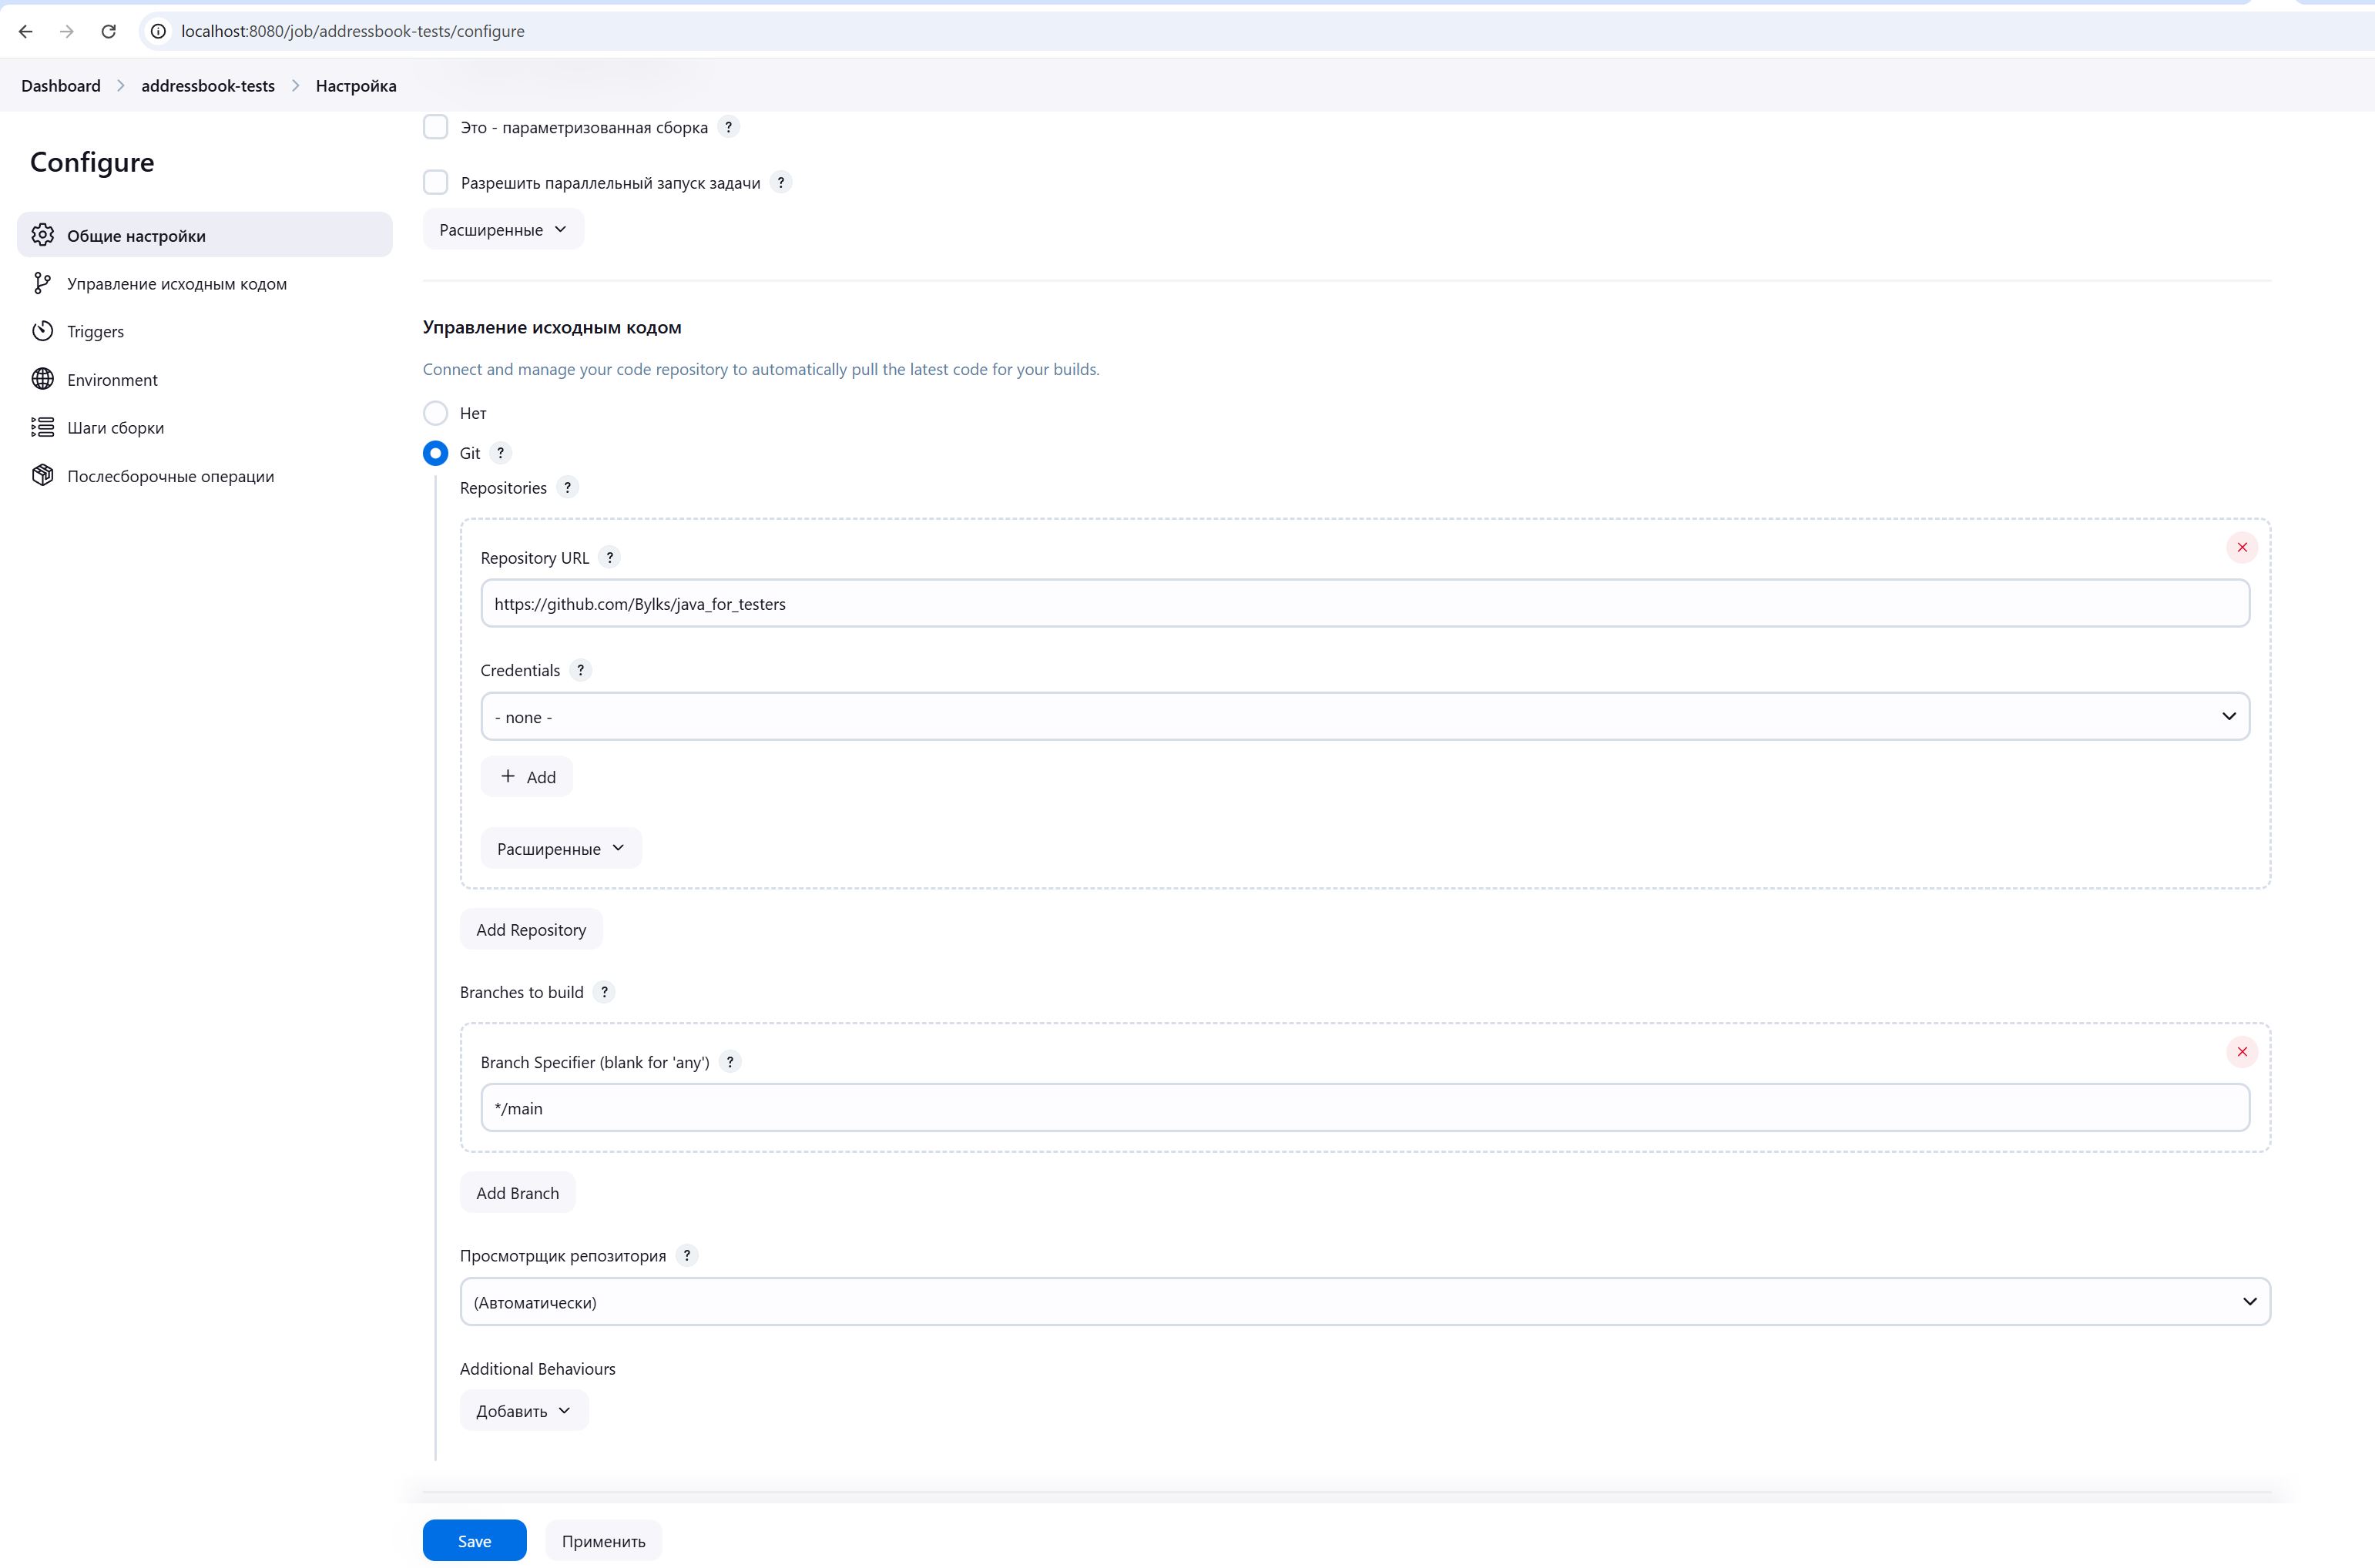 localhost:8080/job/addressbook-tests/configure
Dashboard > addressbook-tests > Настройка
Configure
Общие настройки
Управление исходным кодом
Triggers
Environment
Шаги сборки
Послесборочные операции
Это - параметризованная сборка ?
Разрешить параллельный запуск задачи ?
Расширенные
Управление исходным кодом
Connect and manage your code repository to automatically pull the latest code for your builds.
Нет
Git ?
Repositories ?
Repository URL ?
https://github.com/Bylks/java_for_testers
Credentials ?
- none -
+ Add
Расширенные
Add Repository
Branches to build ?
Branch Specifier (blank for 'any') ?
*/main
Add Branch
Просмотрщик репозитория ?
(Автоматически)
Additional Behaviours
Добавить
Save Применить